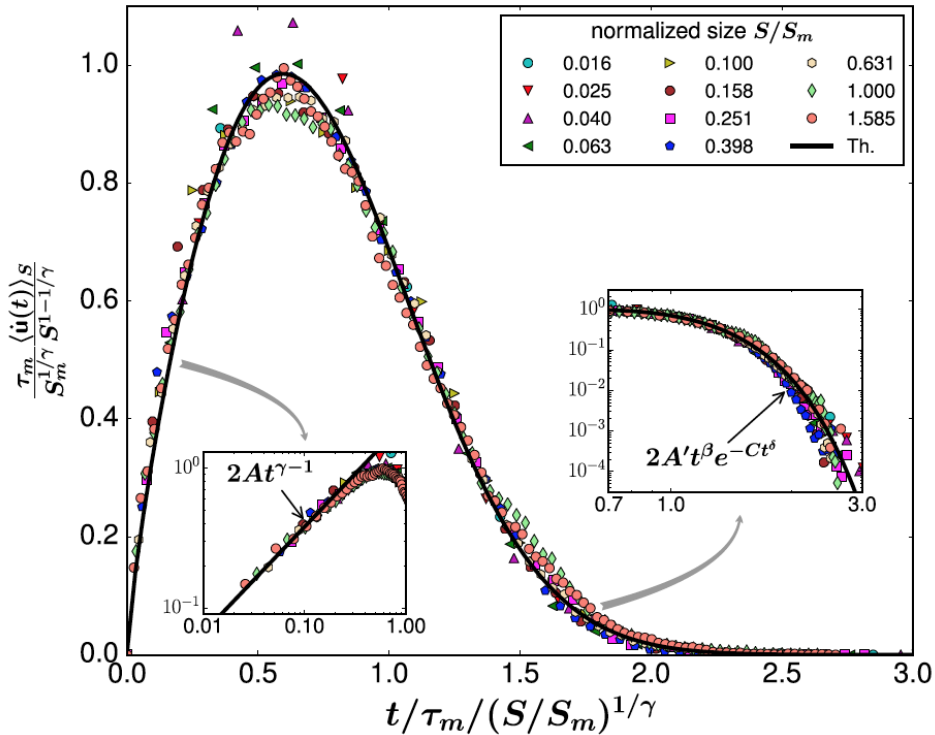 normalized size S/S_m
0.016 0.100 0.631
0.025 0.158 1.000
0.040 0.251 1.585
0.063 0.398 Th.
τ_m ⟨u̇(t)⟩_S
S_m^{1/γ} S^{1−1/γ}
1.0
0.8
0.6
0.4
0.2
0.0
10^0
10^{-1}
10^{-2}
10^{-3}
10^{-4}
2A′t^β e^{−Ct^δ}
0.7 1.0 3.0
10^0
2At^{γ−1}
10^{-1}
0.01 0.10 1.00
0.0 0.5 1.0 1.5 2.0 2.5 3.0
t/τ_m/(S/S_m)^{1/γ}